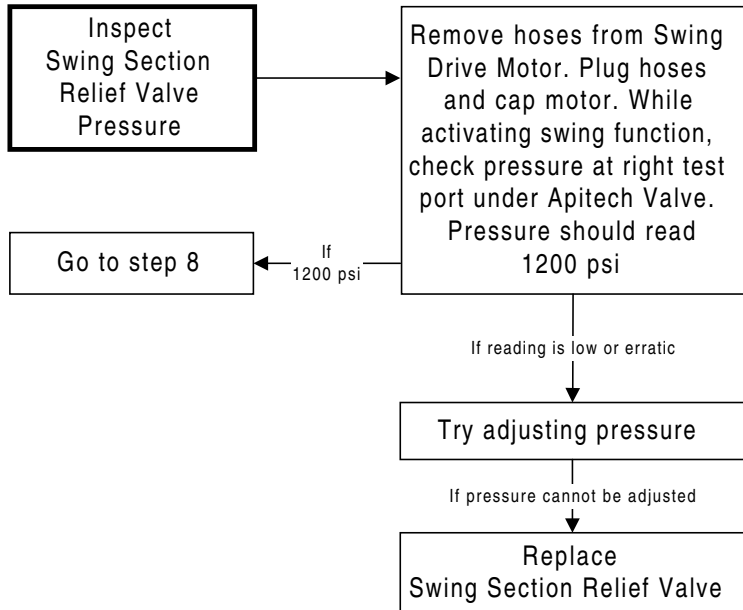 Inspect
Swing Section
Relief Valve
Pressure
Remove hoses from Swing
Drive Motor. Plug hoses
and cap motor. While
activating swing function,
check pressure at right test
port under Apitech Valve.
Pressure should read
1200 psi
If
1200 psi
Go to step 8
If reading is low or erratic
Try adjusting pressure
If pressure cannot be adjusted
Replace
Swing Section Relief Valve